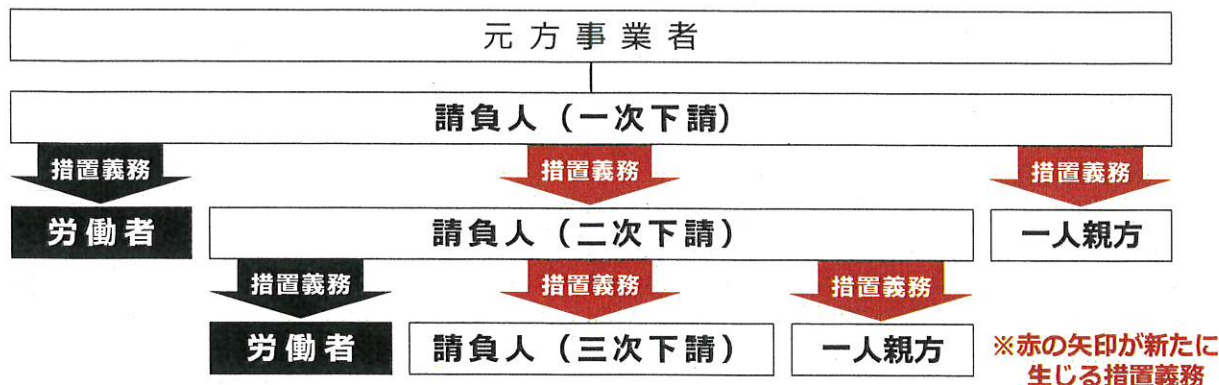 元方事業者
請負人（一次下請）
措置義務 措置義務 措置義務
労働者 請負人（二次下請） 一人親方
措置義務 措置義務 措置義務
労働者 請負人（三次下請） 一人親方
※赤の矢印が新たに
生じる措置義務